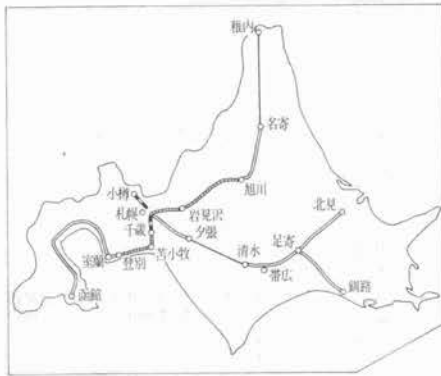 稚内
名寄
旭川
小樽
札幌
岩見沢
千歳
夕張
苫小牧
室蘭
登別
函館
北見
足寄
清水
帯広
釧路